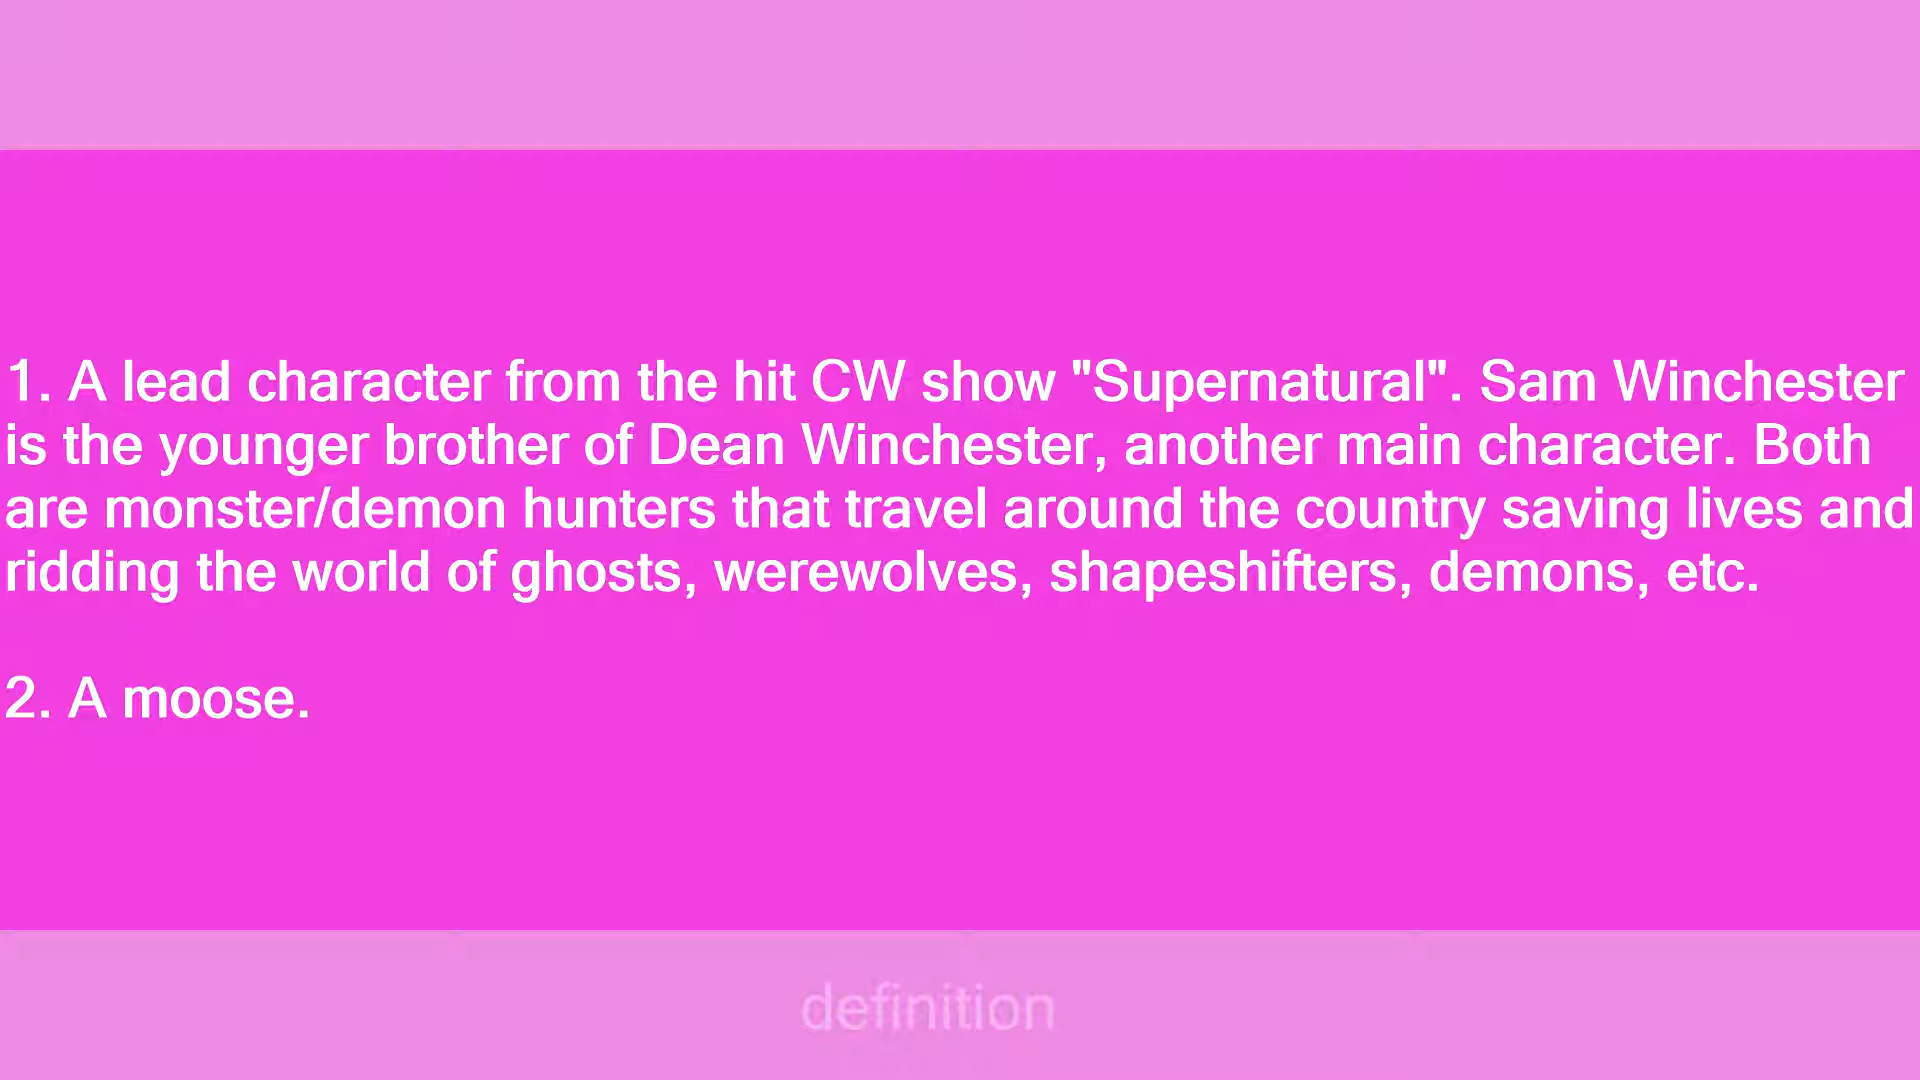 1. A lead character from the hit CW show "Supernatural". Sam Winchester
is the younger brother of Dean Winchester, another main character. Both
are monster/demon hunters that travel around the country saving lives and
ridding the world of ghosts, werewolves, shapeshifters, demons, etc.
2. A moose.
definition